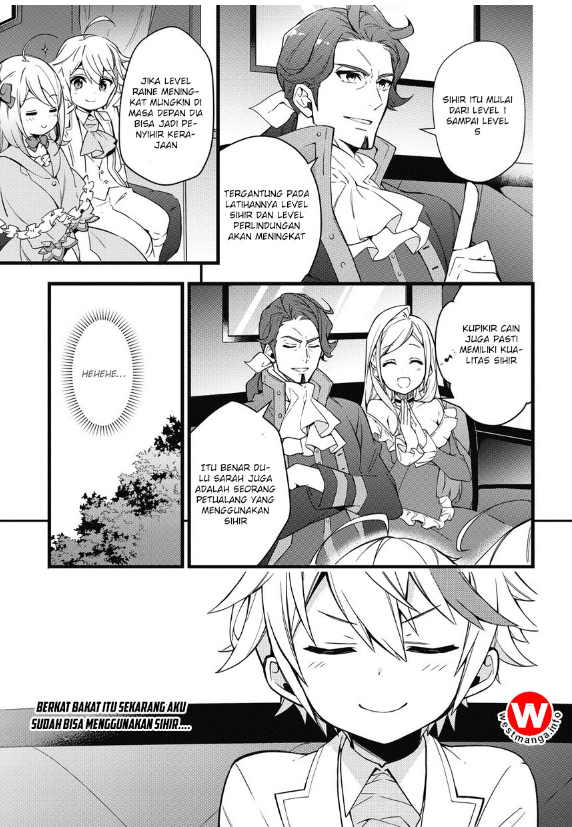 SIHIR ITU MULAI
DARI LEVEL 1
SAMPAI LEVEL
5
TERGANTUNG PADA
LATIHANNYA LEVEL
SIHIR DAN LEVEL
PERLINDUNGAN
AKAN MENINGKAT
JIKA LEVEL
RAINE MENING-
KAT MUNGKIN DI
MASA DEPAN DIA
BISA JADI PE-
NYIHIR KERA-
JAAN
KUPIKIR CAIN
JUGA PASTI
MEMILIKI KUA-
LITAS SIHIR
ITU BENAR DU-
LU SARAH JUGA
ADALAH SEORANG
PETUALANG YANG
MENGGUNAKAN
SIHIR
HEHEHE...
BERKAT BAKAT ITU SEKARANG AKU
SUDAH BISA MENGGUNAKAN SIHIR....
W
westmanga.info